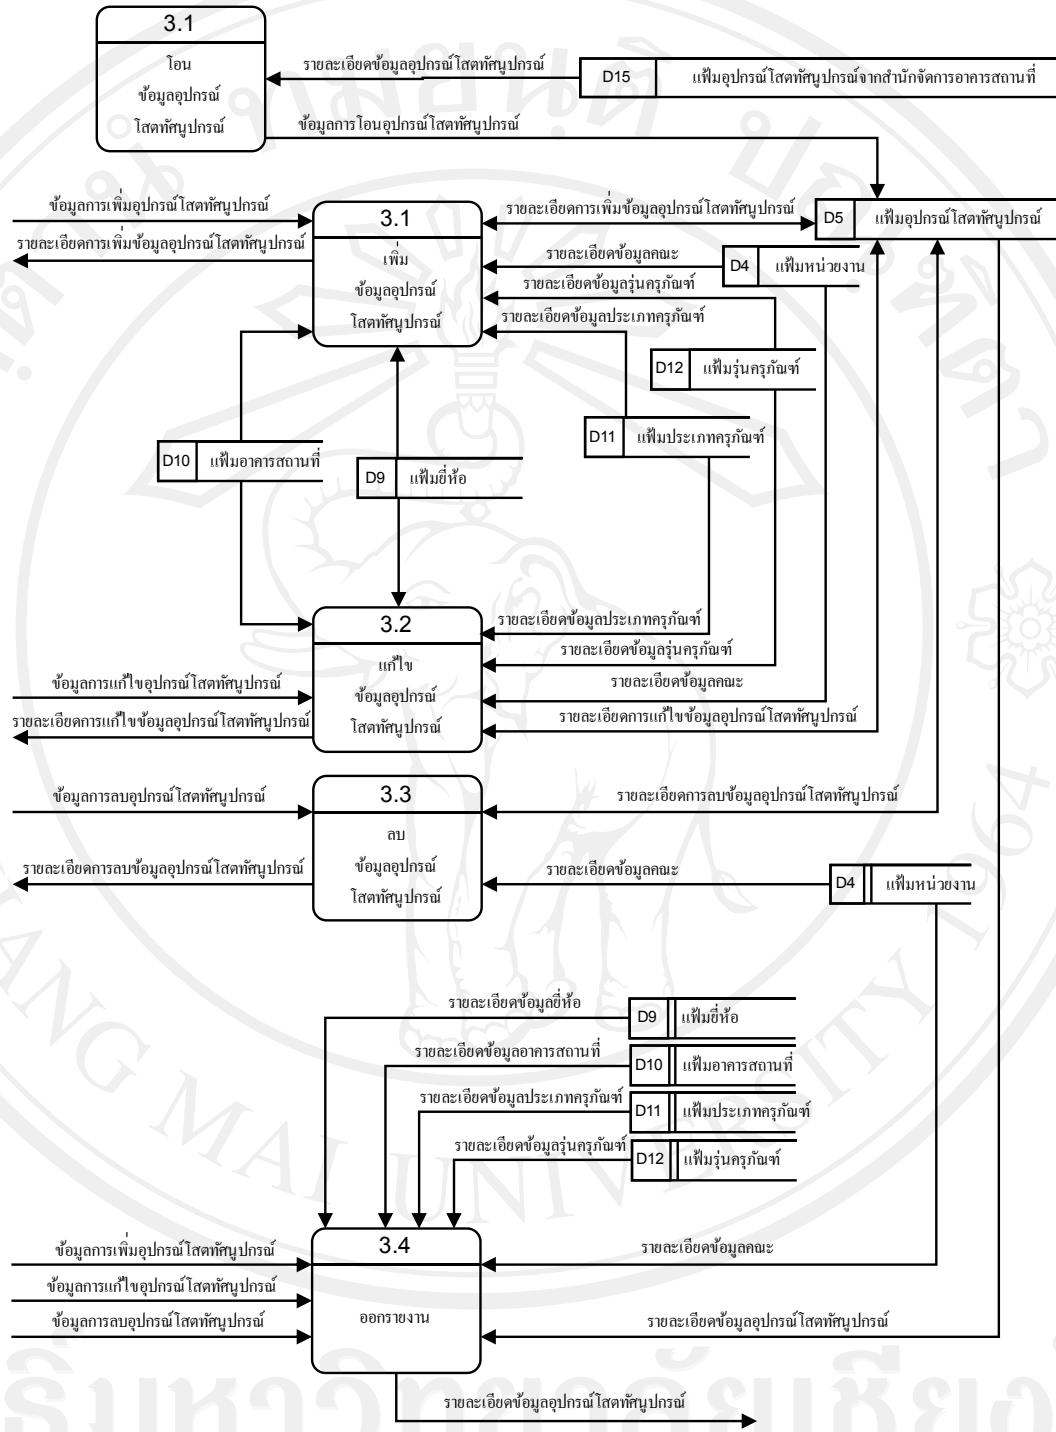 3.1
โอน
ข้อมูลอุปกรณ์
โสตทัศนูปกรณ์
รายละเอียดข้อมูลอุปกรณ์โสตทัศนูปกรณ์
D15 แฟ้มอุปกรณ์โสตทัศนูปกรณ์จากสำนักจัดการอาคารสถานที่
ข้อมูลการโอนอุปกรณ์โสตทัศนูปกรณ์
ข้อมูลการเพิ่มอุปกรณ์โสตทัศนูปกรณ์
รายละเอียดการเพิ่มข้อมูลอุปกรณ์โสตทัศนูปกรณ์
3.1
เพิ่ม
ข้อมูลอุปกรณ์
โสตทัศนูปกรณ์
รายละเอียดการเพิ่มข้อมูลอุปกรณ์โสตทัศนูปกรณ์
D5 แฟ้มอุปกรณ์โสตทัศนูปกรณ์
รายละเอียดข้อมูลคณะ
D4 แฟ้มหน่วยงาน
รายละเอียดข้อมูลรุ่นครุภัณฑ์
รายละเอียดข้อมูลประเภทครุภัณฑ์
D12 แฟ้มรุ่นครุภัณฑ์
D11 แฟ้มประเภทครุภัณฑ์
D10 แฟ้มอาคารสถานที่
D9 แฟ้มยี่ห้อ
3.2
แก้ไข
ข้อมูลอุปกรณ์
โสตทัศนูปกรณ์
รายละเอียดข้อมูลประเภทครุภัณฑ์
รายละเอียดข้อมูลรุ่นครุภัณฑ์
รายละเอียดข้อมูลคณะ
รายละเอียดการแก้ไขข้อมูลอุปกรณ์โสตทัศนูปกรณ์
ข้อมูลการแก้ไขอุปกรณ์โสตทัศนูปกรณ์
รายละเอียดการแก้ไขข้อมูลอุปกรณ์โสตทัศนูปกรณ์
3.3
ลบ
ข้อมูลอุปกรณ์
โสตทัศนูปกรณ์
ข้อมูลการลบอุปกรณ์โสตทัศนูปกรณ์
รายละเอียดการลบข้อมูลอุปกรณ์โสตทัศนูปกรณ์
รายละเอียดการลบข้อมูลอุปกรณ์โสตทัศนูปกรณ์
รายละเอียดข้อมูลคณะ
D4 แฟ้มหน่วยงาน
รายละเอียดข้อมูลยี่ห้อ
D9 แฟ้มยี่ห้อ
รายละเอียดข้อมูลอาคารสถานที่
D10 แฟ้มอาคารสถานที่
รายละเอียดข้อมูลประเภทครุภัณฑ์
D11 แฟ้มประเภทครุภัณฑ์
รายละเอียดข้อมูลรุ่นครุภัณฑ์
D12 แฟ้มรุ่นครุภัณฑ์
3.4
ออกรายงาน
ข้อมูลการเพิ่มอุปกรณ์โสตทัศนูปกรณ์
ข้อมูลการแก้ไขอุปกรณ์โสตทัศนูปกรณ์
ข้อมูลการลบอุปกรณ์โสตทัศนูปกรณ์
รายละเอียดข้อมูลคณะ
รายละเอียดข้อมูลอุปกรณ์โสตทัศนูปกรณ์
รายละเอียดข้อมูลอุปกรณ์โสตทัศนูปกรณ์
ANG MAI UNIVERSITY 1964